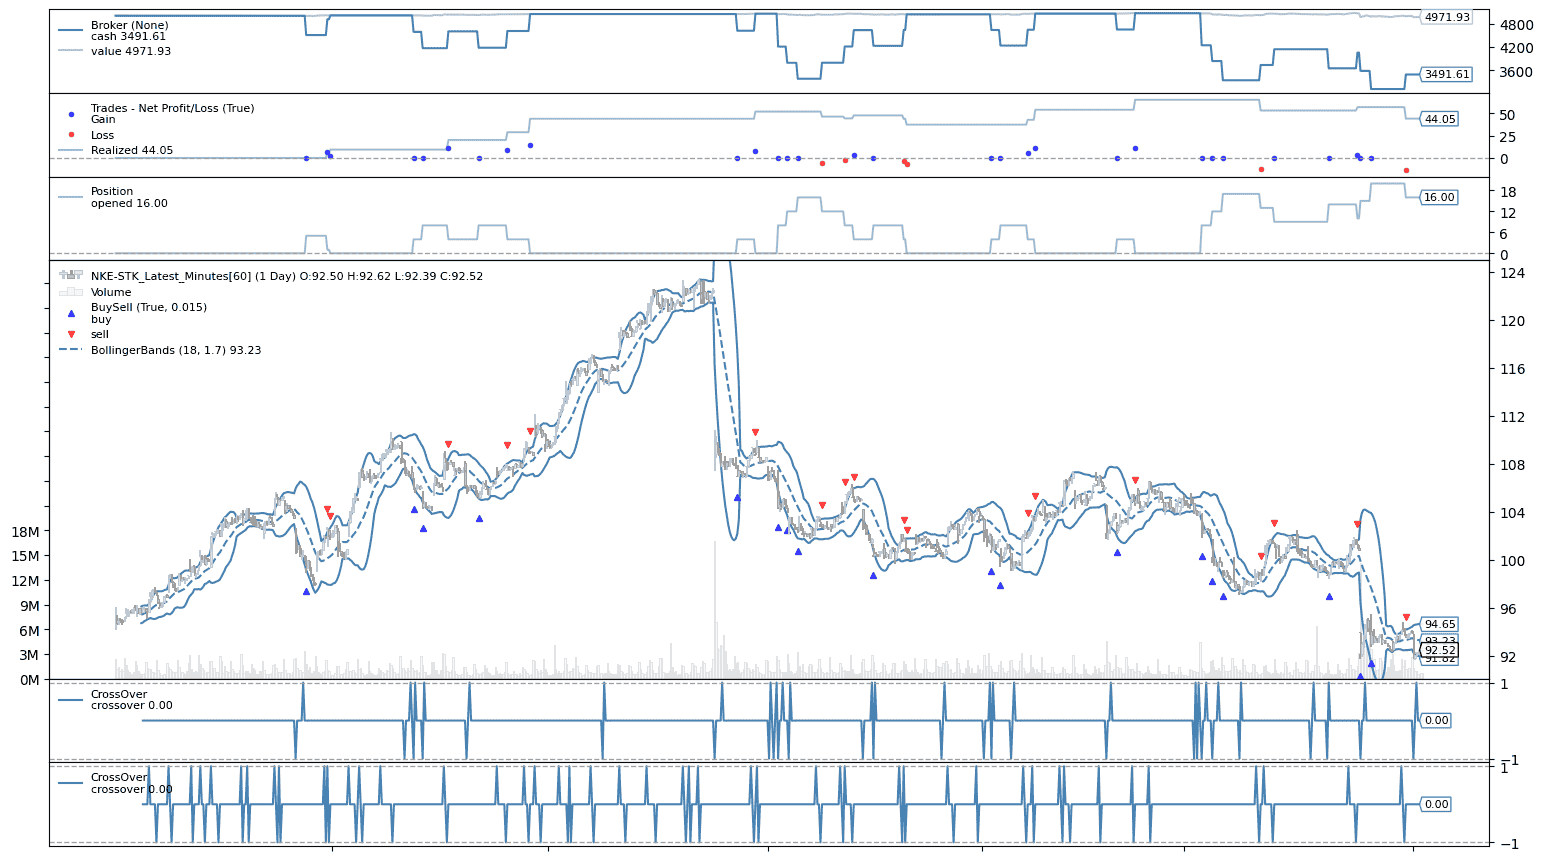 Broker (None)
cash 3491.61
value 4971.93
4971.93
4800
4200
3600
3491.61
Trades - Net Profit/Loss (True)
Gain
Loss
Realized 44.05
50
25
0
44.05
Position
opened 16.00
18
12
6
0
16.00
NKE-STK_Latest_Minutes[60] (1 Day) O:92.50 H:92.62 L:92.39 C:92.52
Volume
BuySell (True, 0.015)
buy
sell
BollingerBands (18, 1.7) 93.23
124
120
116
112
108
104
100
96
92
18M
15M
12M
9M
6M
3M
0M
94.65
93.23
92.52
91.82
CrossOver
crossover 0.00
1
0.00
−1
CrossOver
crossover 0.00
1
0.00
−1